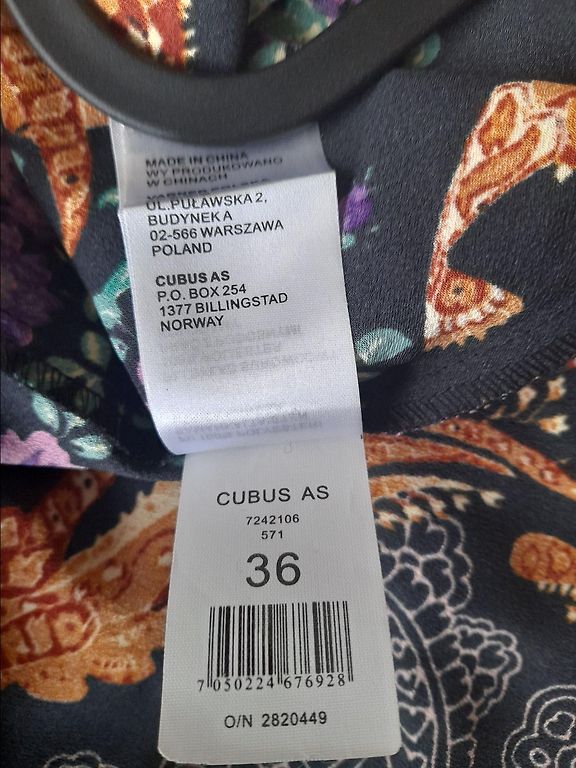 MADE IN CHINA
WY PRODUKOWANO
W CHINACH
UL.PUŁAWSKA 2,
BUDYNEK A
02-566 WARSZAWA
POLAND
CUBUS AS
P.O. BOX 254
1377 BILLINGSTAD
NORWAY
CUBUS AS
7242106
571
36
7 050224 676928
O/N 2820449